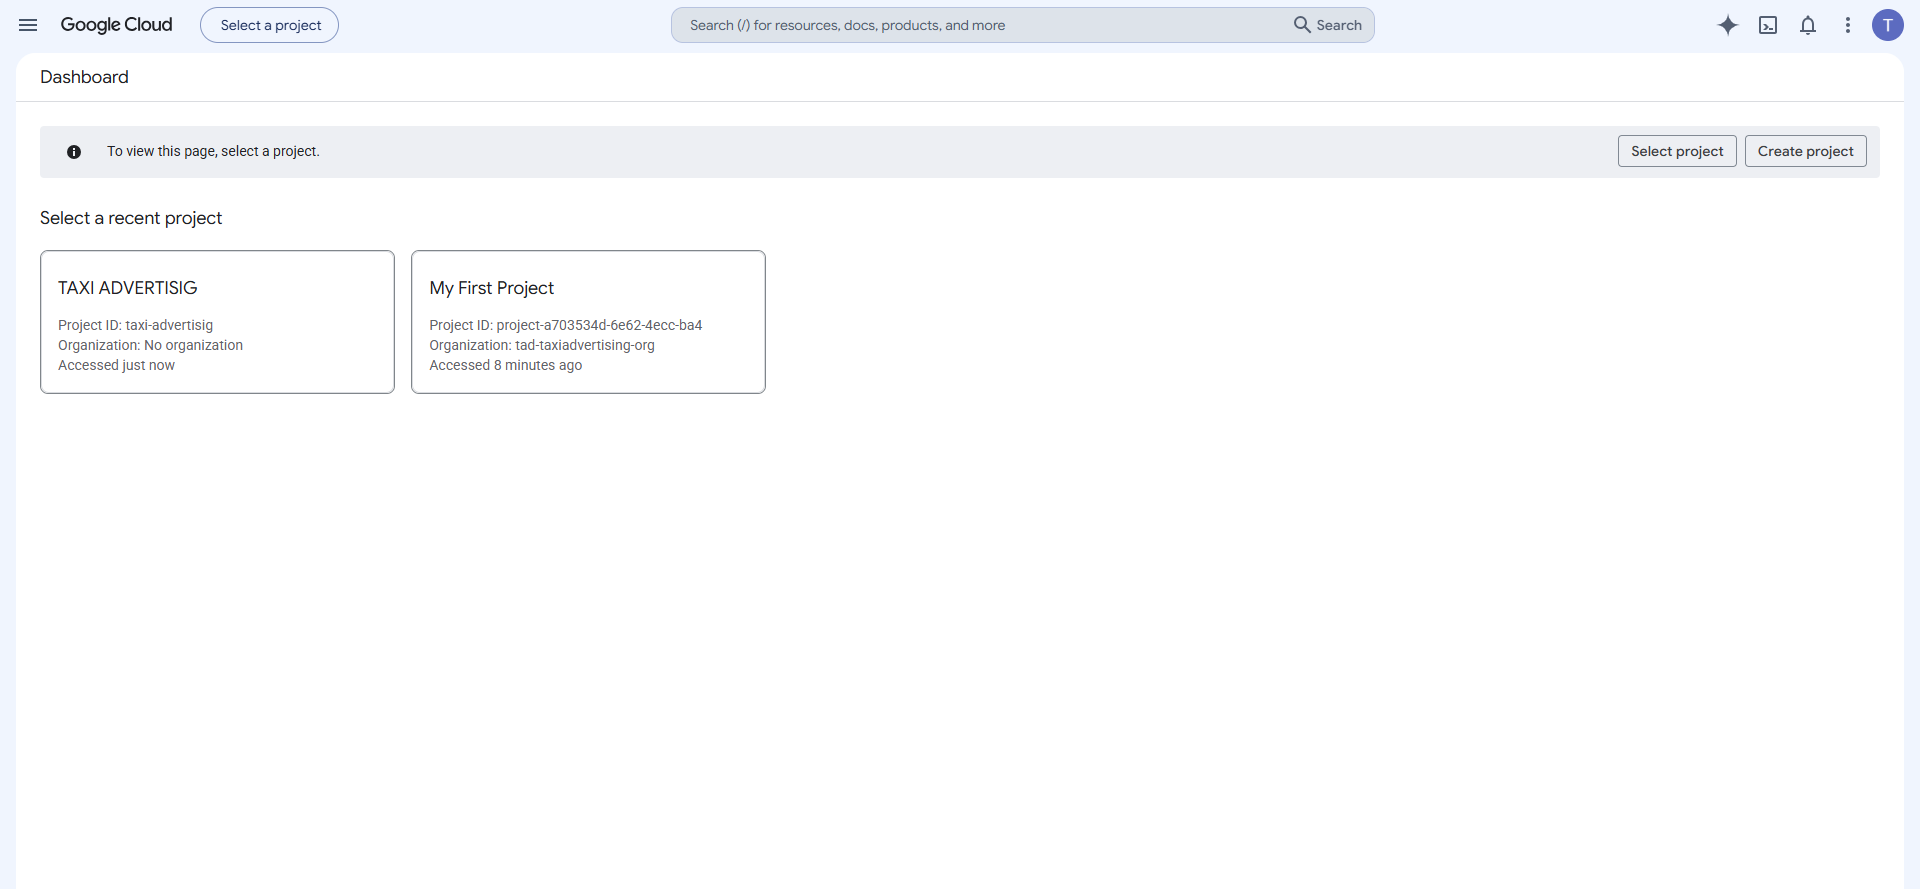 Google Cloud
Select a project
Search (/) for resources, docs, products, and more
Search
T
Dashboard
To view this page, select a project.
Select project
Create project
Select a recent project
TAXI ADVERTISIG
Project ID: taxi-advertisig
Organization: No organization
Accessed just now
My First Project
Project ID: project-a703534d-6e62-4ecc-ba4
Organization: tad-taxiadvertising-org
Accessed 8 minutes ago